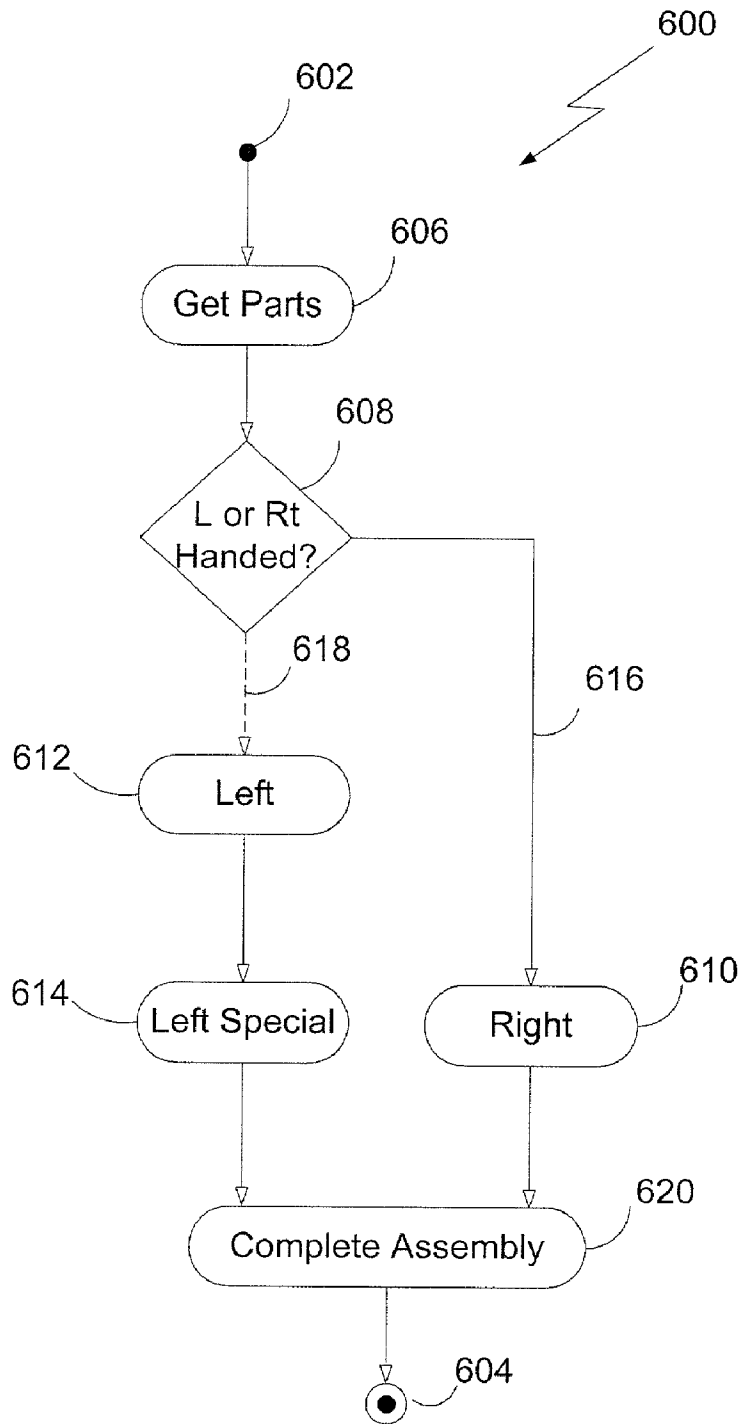 600
602
606
Get Parts
608
L or Rt
Handed?
618
616
612
Left
614
Left Special
610
Right
620
Complete Assembly
604